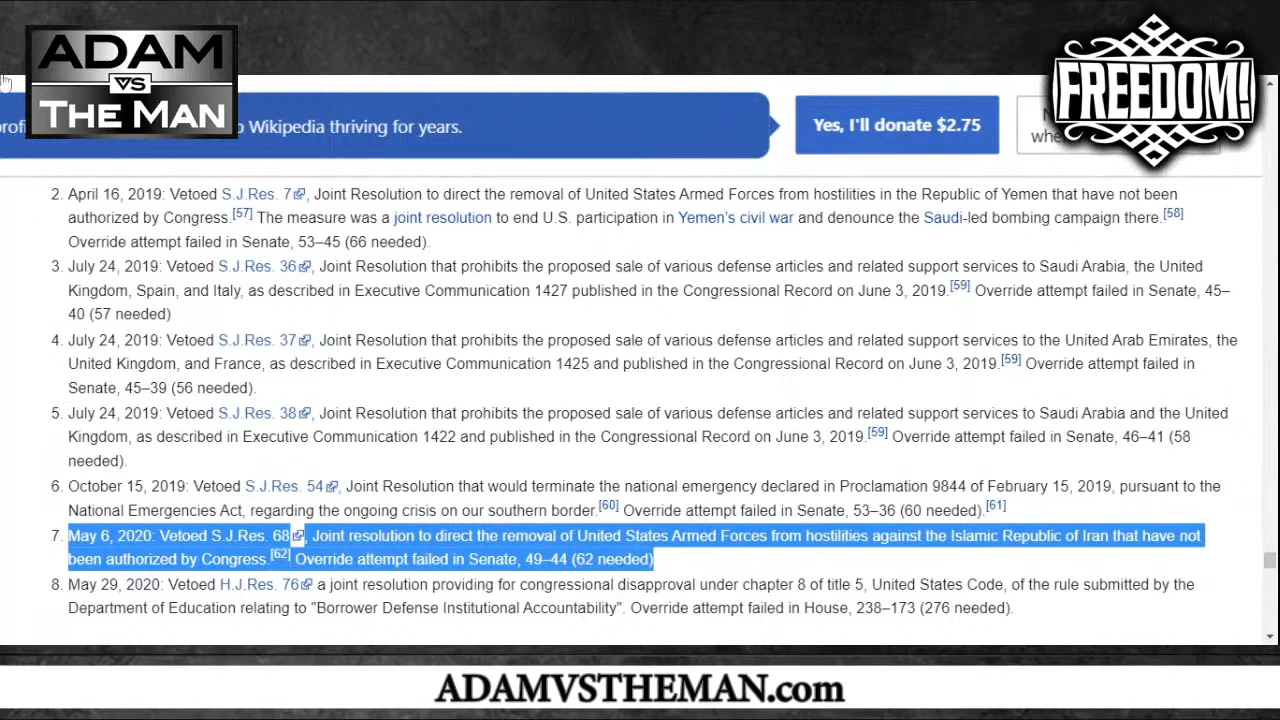 ADAM
VS
THE MAN
FREEDOM!
profi
o Wikipedia thriving for years.
Yes, I'll donate $2.75
N
whe
2. April 16, 2019: Vetoed S.J.Res. 7, Joint Resolution to direct the removal of United States Armed Forces from hostilities in the Republic of Yemen that have not been
authorized by Congress.[57] The measure was a joint resolution to end U.S. participation in Yemen's civil war and denounce the Saudi-led bombing campaign there.[58]
Override attempt failed in Senate, 53–45 (66 needed).
3. July 24, 2019: Vetoed S.J.Res. 36, Joint Resolution that prohibits the proposed sale of various defense articles and related support services to Saudi Arabia, the United
Kingdom, Spain, and Italy, as described in Executive Communication 1427 published in the Congressional Record on June 3, 2019.[59] Override attempt failed in Senate, 45–
40 (57 needed)
4. July 24, 2019: Vetoed S.J.Res. 37, Joint Resolution that prohibits the proposed sale of various defense articles and related support services to the United Arab Emirates, the
United Kingdom, and France, as described in Executive Communication 1425 and published in the Congressional Record on June 3, 2019.[59] Override attempt failed in
Senate, 45–39 (56 needed).
5. July 24, 2019: Vetoed S.J.Res. 38, Joint Resolution that prohibits the proposed sale of various defense articles and related support services to Saudi Arabia and the United
Kingdom, as described in Executive Communication 1422 and published in the Congressional Record on June 3, 2019.[59] Override attempt failed in Senate, 46–41 (58
needed).
6. October 15, 2019: Vetoed S.J.Res. 54, Joint Resolution that would terminate the national emergency declared in Proclamation 9844 of February 15, 2019, pursuant to the
National Emergencies Act, regarding the ongoing crisis on our southern border.[60] Override attempt failed in Senate, 53–36 (60 needed).[61]
7. May 6, 2020: Vetoed S.J.Res. 68, Joint resolution to direct the removal of United States Armed Forces from hostilities against the Islamic Republic of Iran that have not
been authorized by Congress.[62] Override attempt failed in Senate, 49–44 (62 needed)
8. May 29, 2020: Vetoed H.J.Res. 76 a joint resolution providing for congressional disapproval under chapter 8 of title 5, United States Code, of the rule submitted by the
Department of Education relating to "Borrower Defense Institutional Accountability". Override attempt failed in House, 238–173 (276 needed).
ADAMVSTHEMAN.com